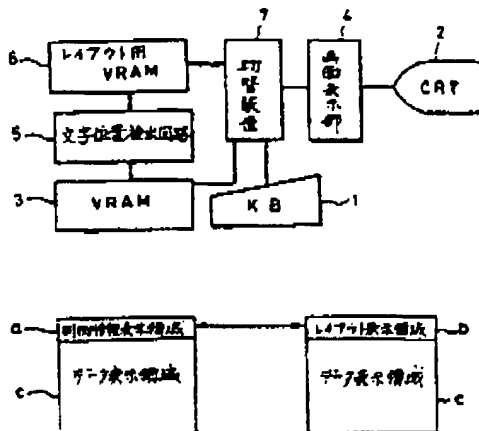 7
6
2
6
レイアウト用
VRAM
切替装置
画面表示部
CRT
5
文字位置検出回路
3
VRAM
KB
1
a
制御情報表示領域
レイアウト表示領域
b
データ表示領域
データ表示領域
c
c